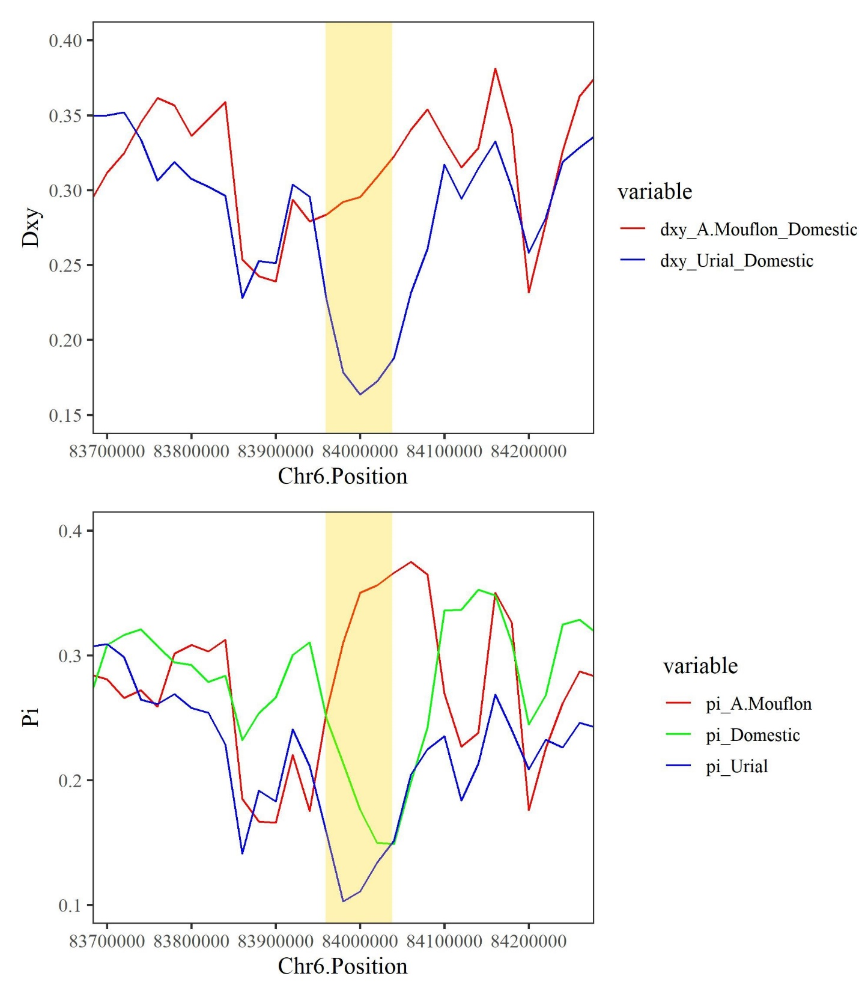 0.40
0.35
0.30
0.25
0.20
0.15
Dxy
83700000 83800000 83900000 84000000 84100000 84200000
Chr6.Position
variable
dxy_A.Mouflon_Domestic
dxy_Urial_Domestic
0.4
0.3
0.2
0.1
Pi
83700000 83800000 83900000 84000000 84100000 84200000
Chr6.Position
variable
pi_A.Mouflon
pi_Domestic
pi_Urial